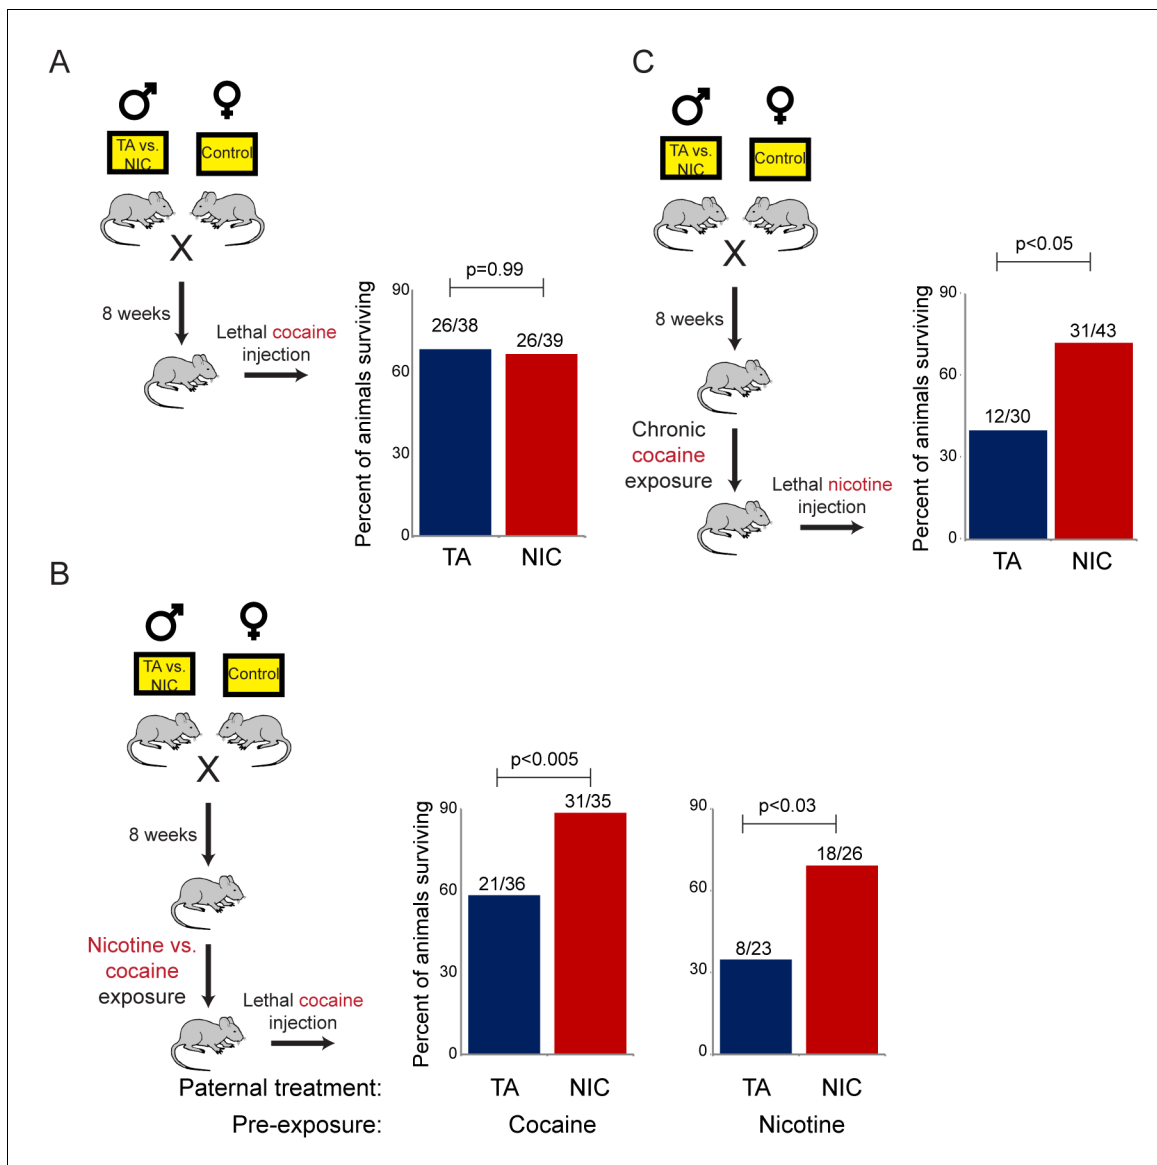 A
TA vs.
NIC
Control
X
8 weeks
Lethal cocaine
injection
p=0.99
Percent of animals surviving
90
60
30
0
26/38
26/39
TA
NIC
C
TA vs.
NIC
Control
X
8 weeks
Chronic
cocaine
exposure
Lethal nicotine
injection
p<0.05
Percent of animals surviving
90
60
30
0
12/30
31/43
TA
NIC
B
TA vs.
NIC
Control
X
8 weeks
Nicotine vs.
cocaine
exposure
Lethal cocaine
injection
p<0.005
Percent of animals surviving
90
60
30
0
21/36
31/35
p<0.03
90
60
30
0
8/23
18/26
Paternal treatment:
TA
NIC
TA
NIC
Pre-exposure:
Cocaine
Nicotine